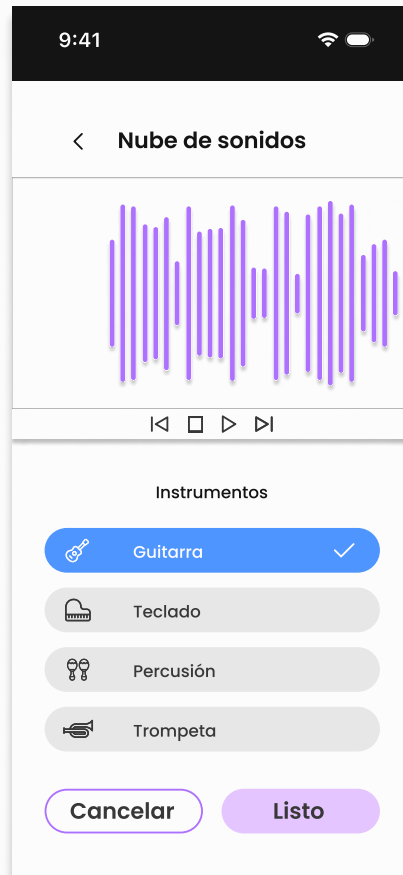 9:41
Nube de sonidos
Instrumentos
Guitarra
Teclado
Percusión
Trompeta
Cancelar
Listo